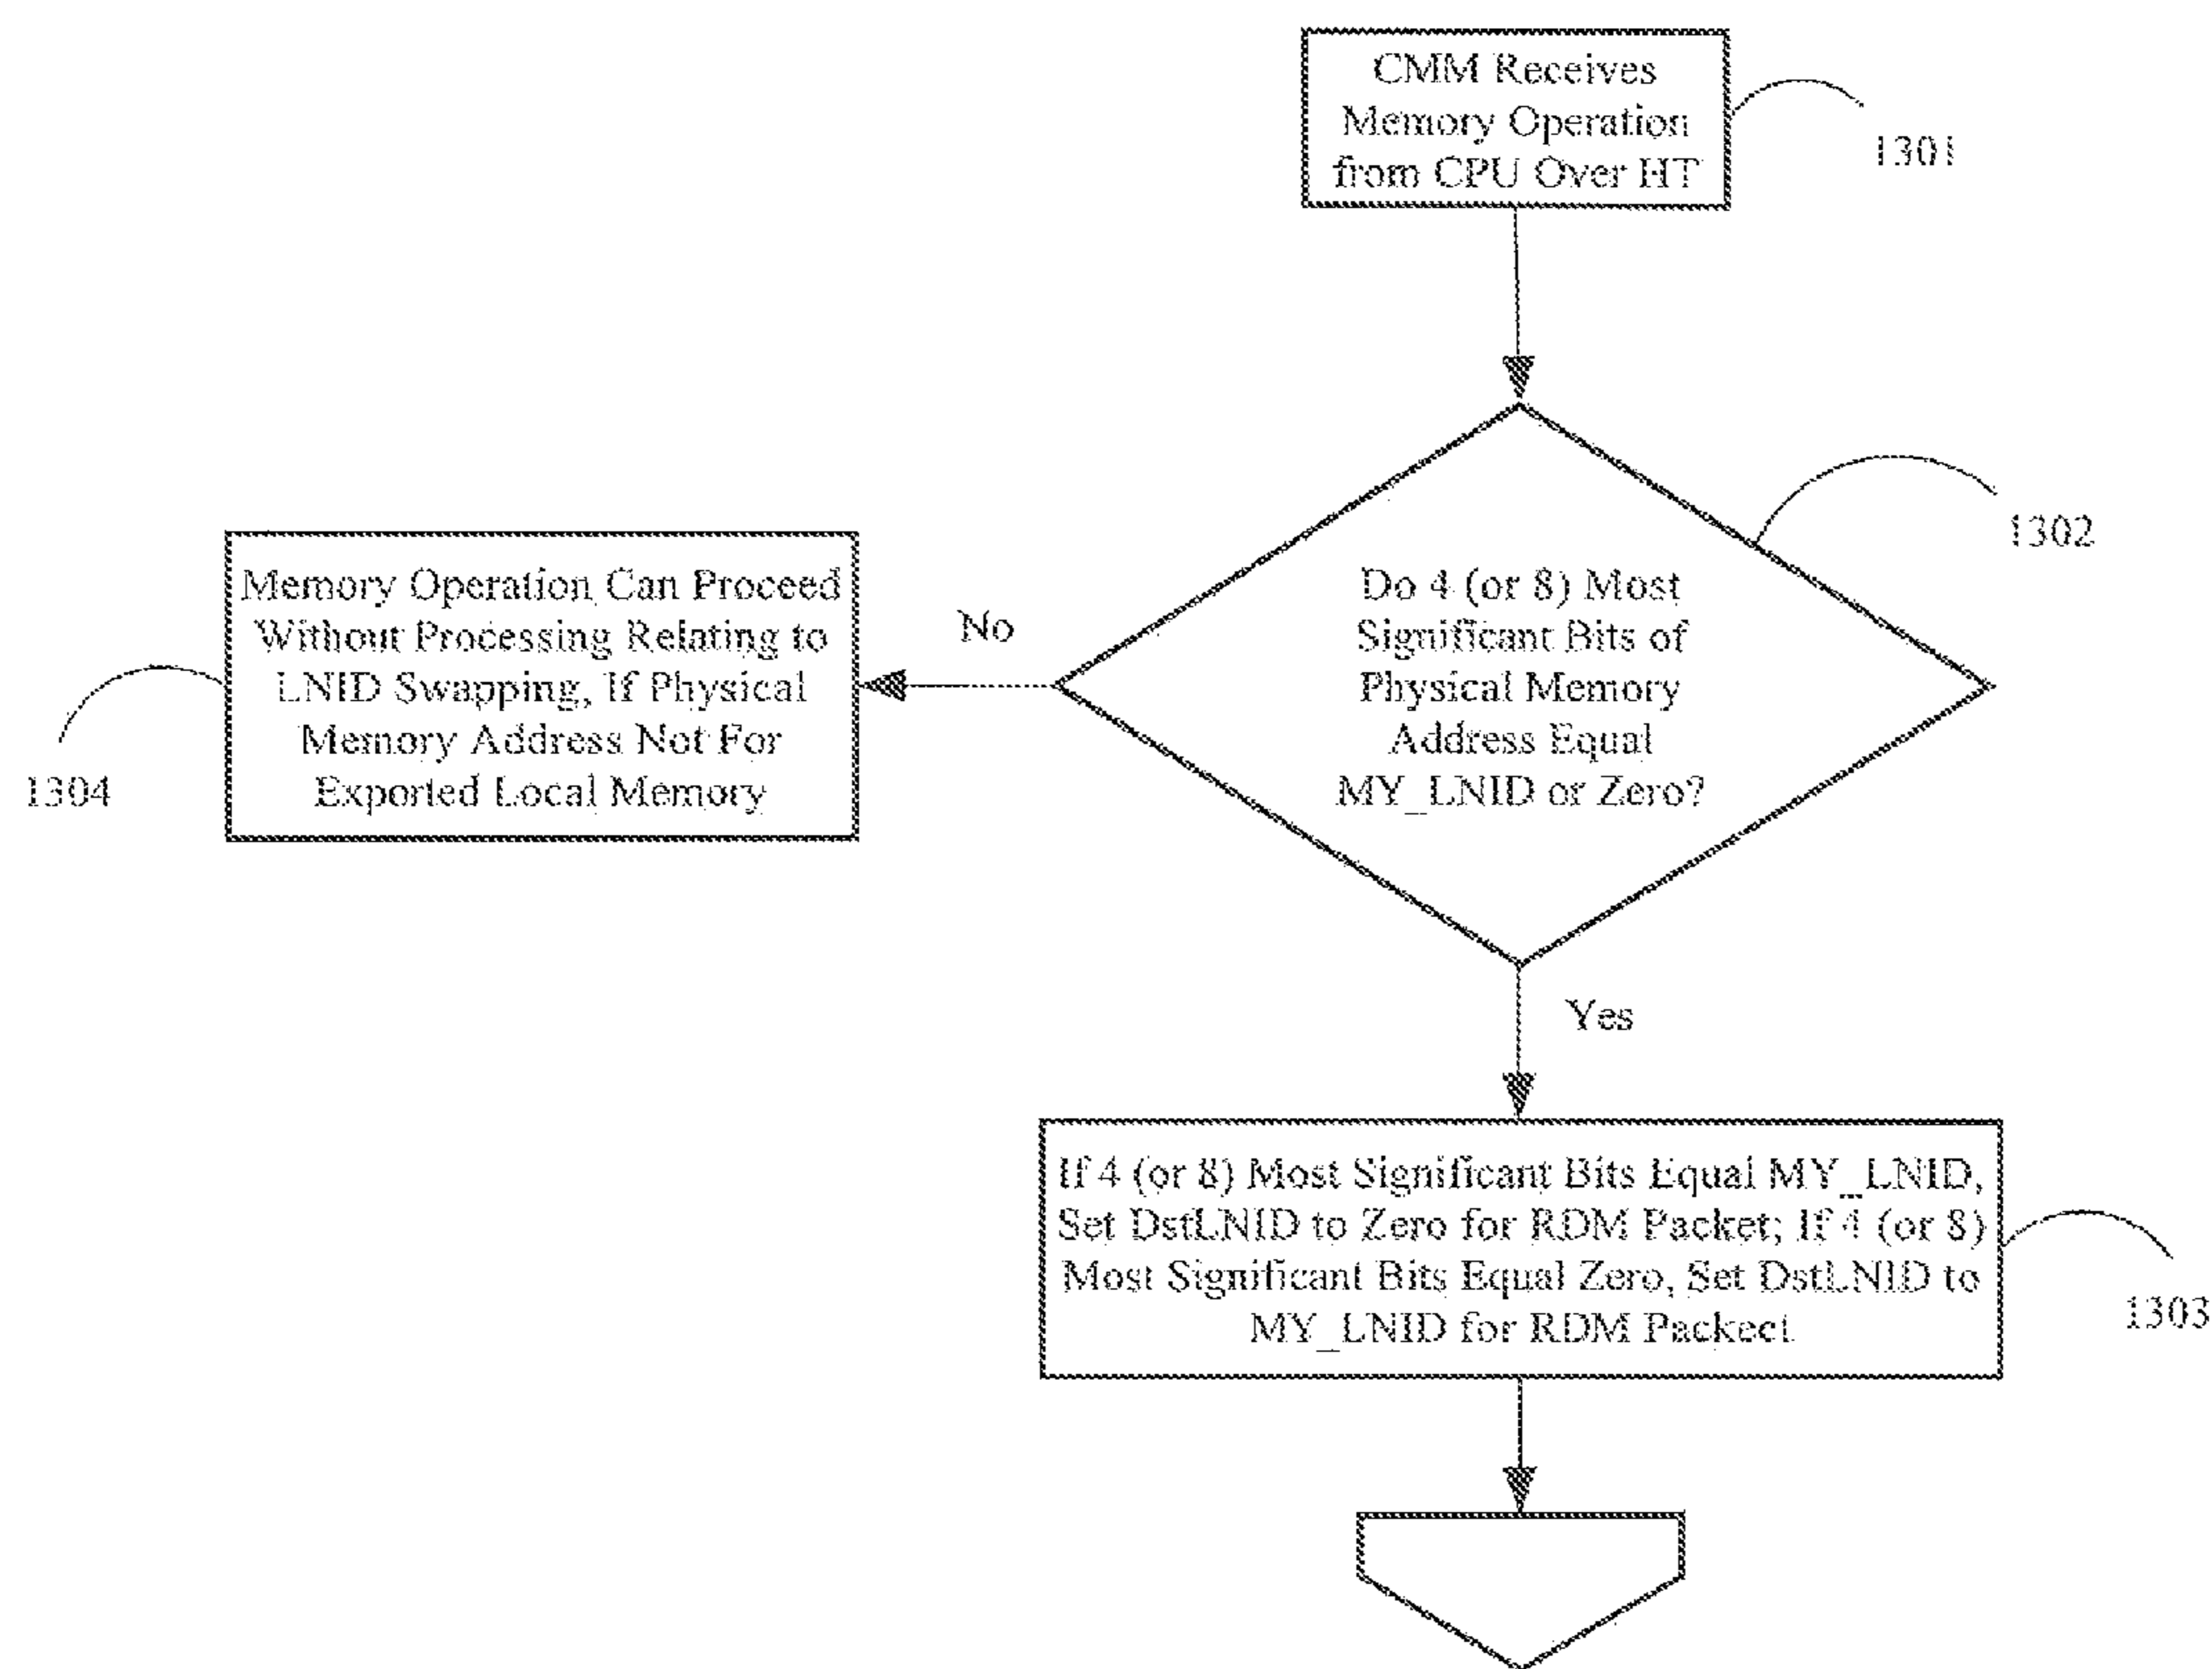 CMM Receives
Memory Operation
from CPU Over HT
1301
Do 4 (or 8) Most
Significant Bits of
Physical Memory
Address Equal
MY_LNID or Zero?
1302
No
Memory Operation Can Proceed
Without Processing Relating to
LNID Swapping, If Physical
Memory Address Not For
Exported Local Memory
1304
Yes
If 4 (or 8) Most Significant Bits Equal MY_LNID,
Set DstLNID to Zero for RDM Packet; If 4 (or 8)
Most Significant Bits Equal Zero, Set DstLNID to
MY_LNID for RDM Packect
1303